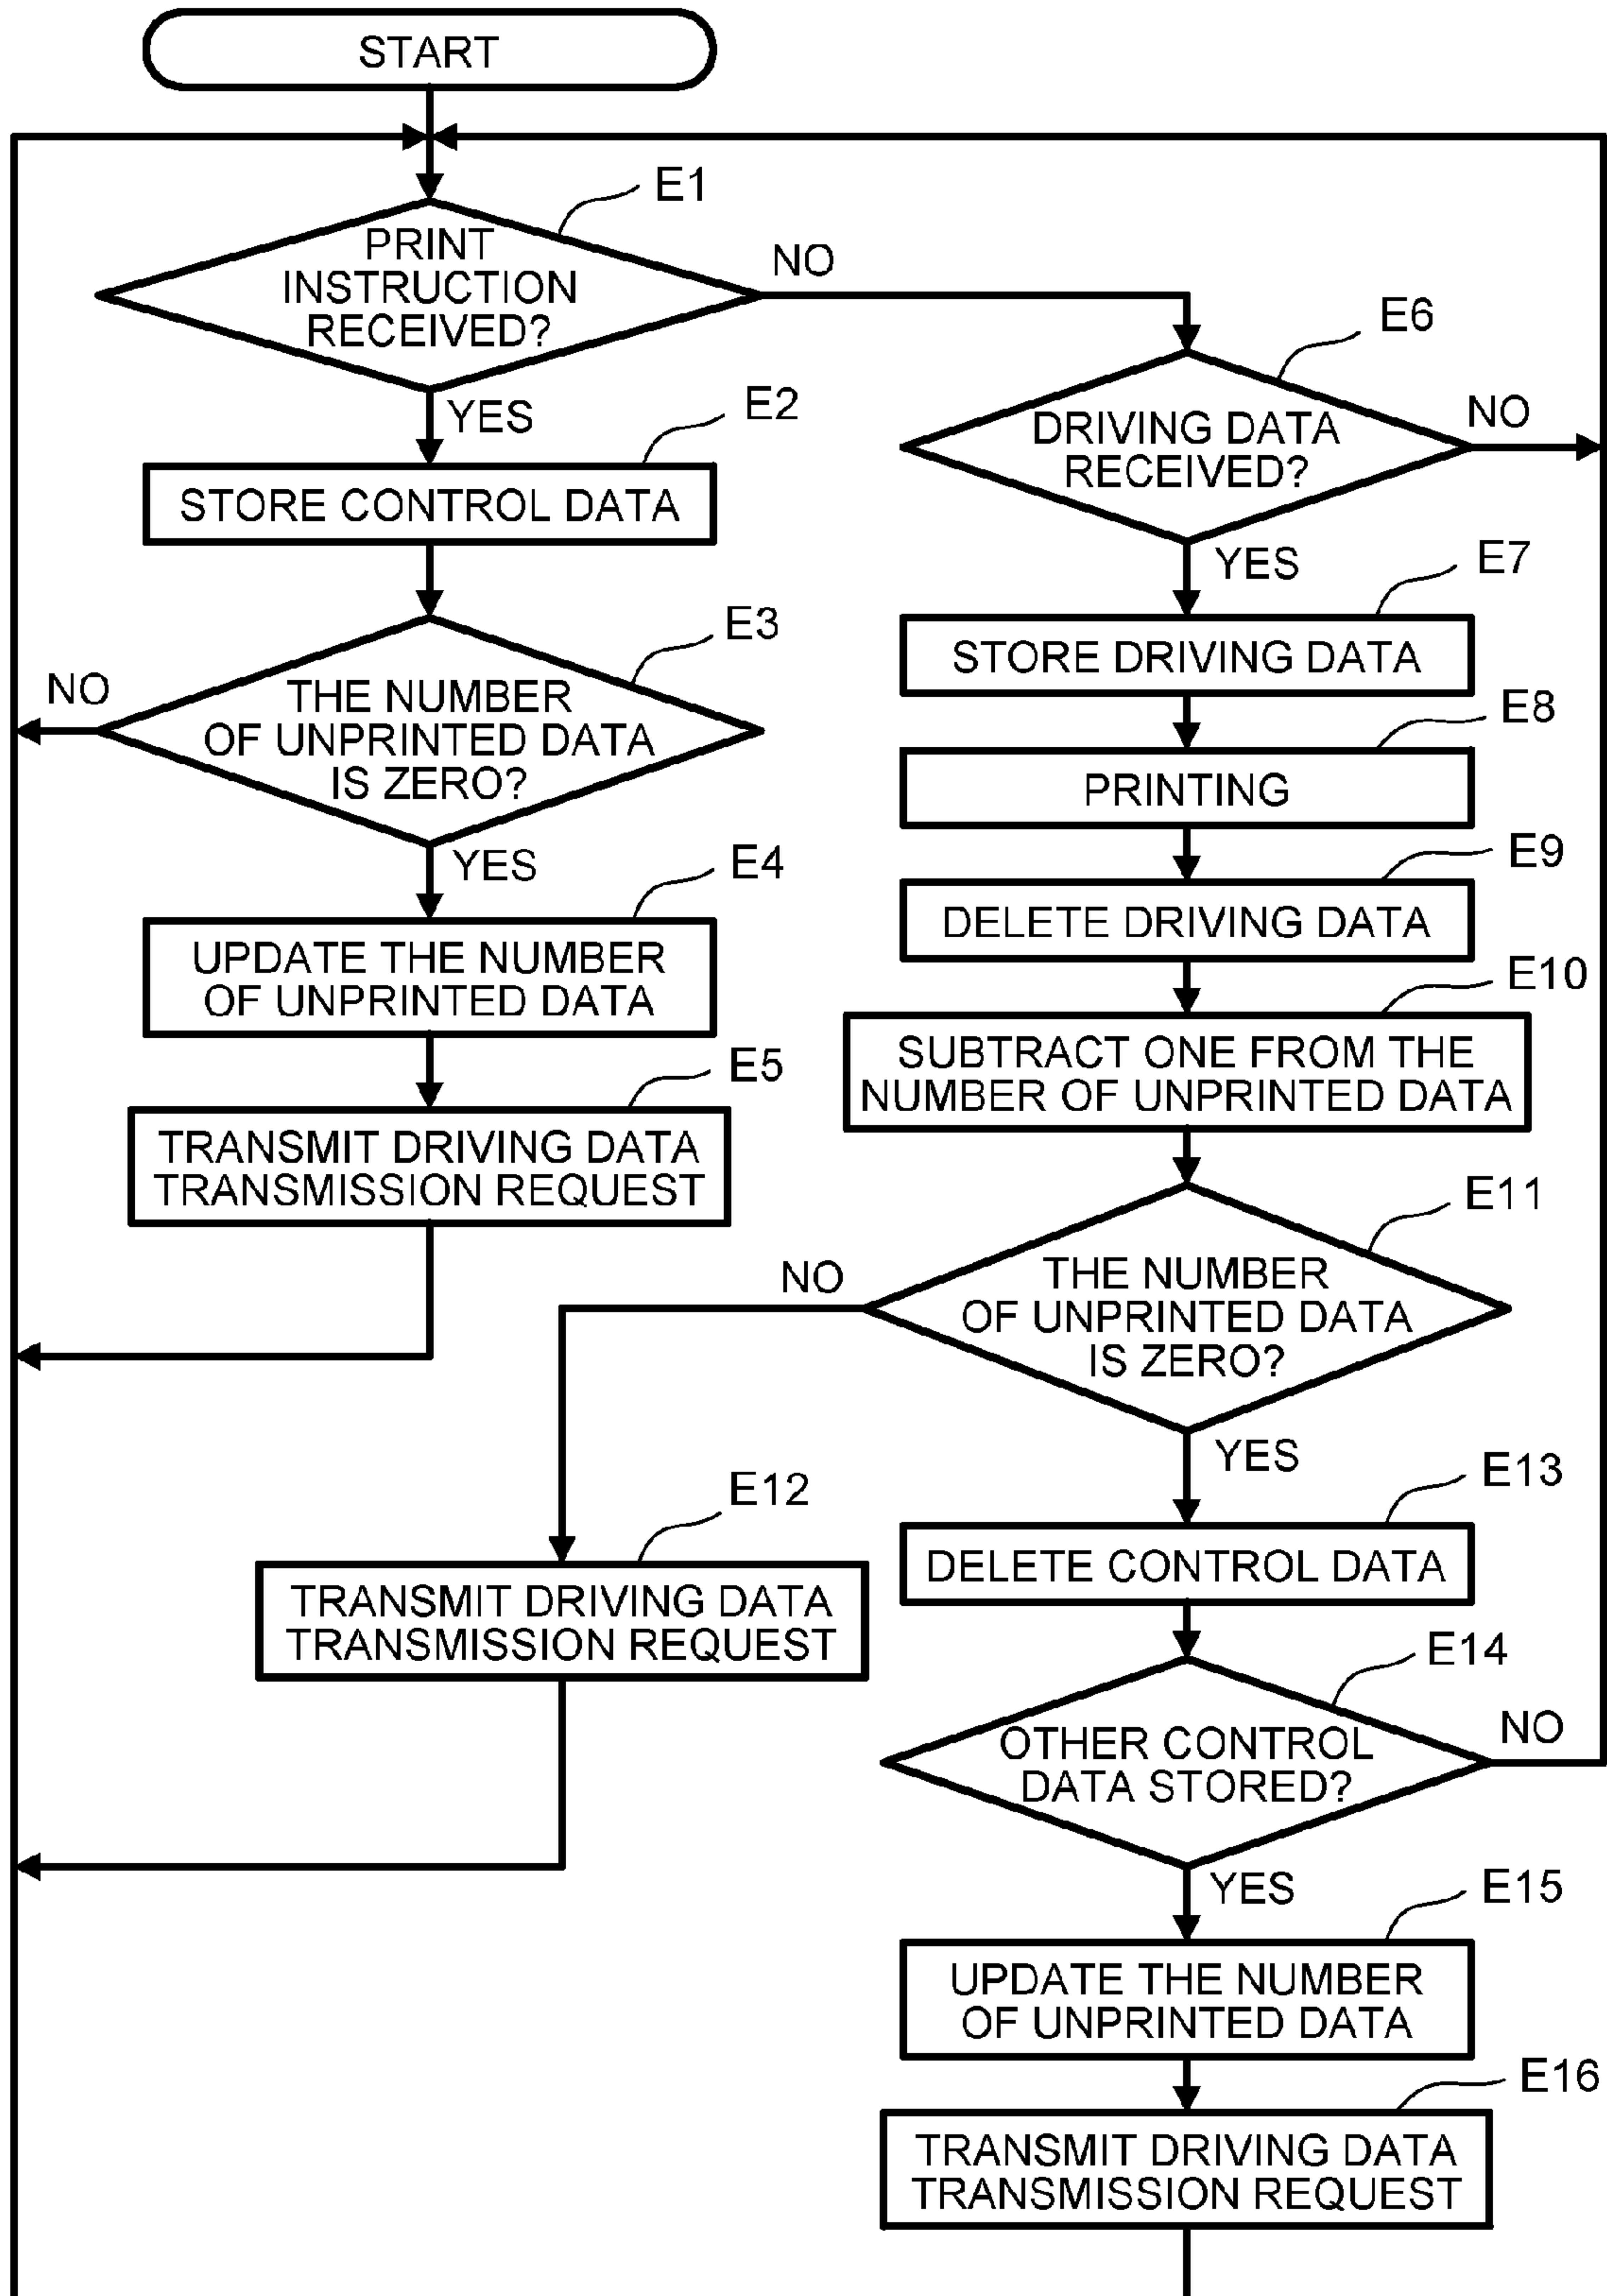 START
E1
PRINT
INSTRUCTION
RECEIVED?
NO
YES
E2
STORE CONTROL DATA
E3
THE NUMBER
OF UNPRINTED DATA
IS ZERO?
NO
YES
E4
UPDATE THE NUMBER
OF UNPRINTED DATA
E5
TRANSMIT DRIVING DATA
TRANSMISSION REQUEST
E6
DRIVING DATA
RECEIVED?
NO
YES
E7
STORE DRIVING DATA
E8
PRINTING
E9
DELETE DRIVING DATA
E10
SUBTRACT ONE FROM THE
NUMBER OF UNPRINTED DATA
E11
THE NUMBER
OF UNPRINTED DATA
IS ZERO?
NO
YES
E12
TRANSMIT DRIVING DATA
TRANSMISSION REQUEST
E13
DELETE CONTROL DATA
E14
OTHER CONTROL
DATA STORED?
NO
YES
E15
UPDATE THE NUMBER
OF UNPRINTED DATA
E16
TRANSMIT DRIVING DATA
TRANSMISSION REQUEST